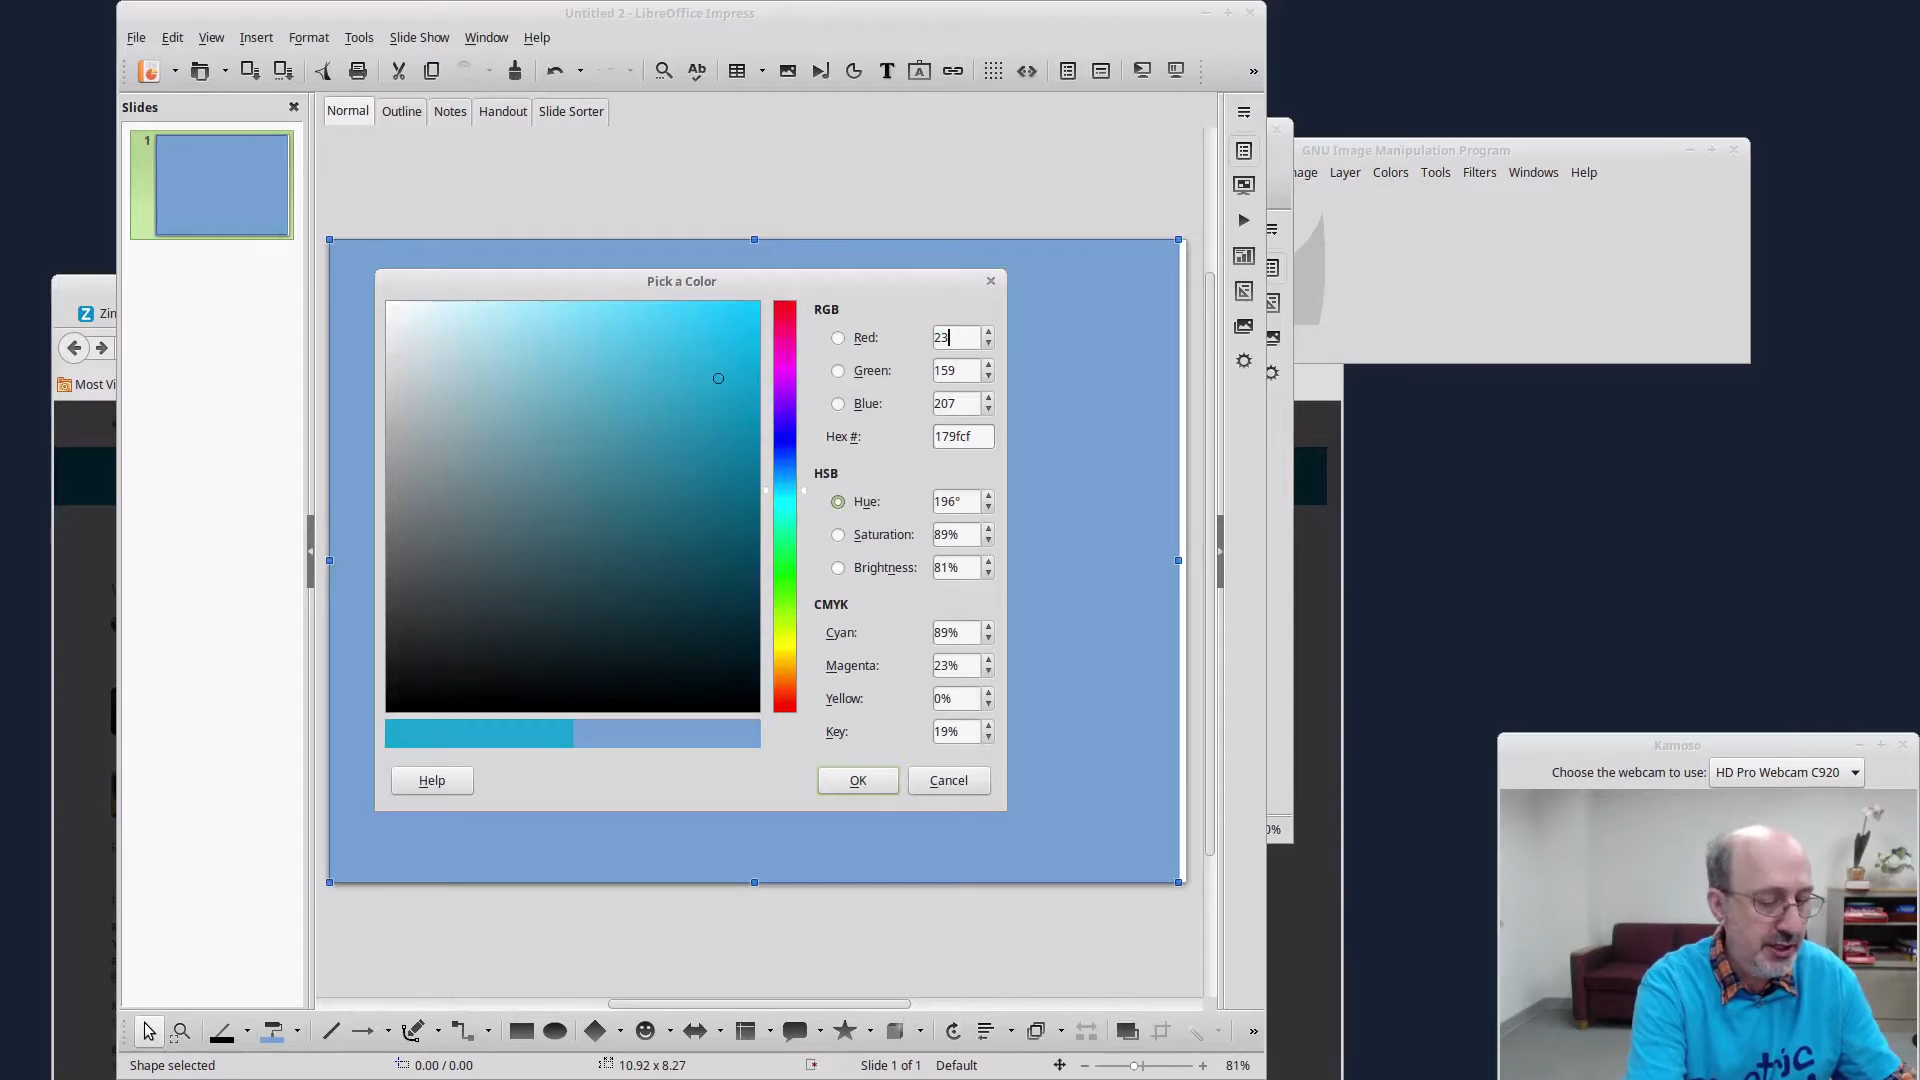 Untitled 2 - LibreOffice Impress
File Edit View Insert Format Tools Slide Show Window Help
Slides
Normal Outline Notes Handout Slide Sorter
1
GNU Image Manipulation Program
Layer Colors Tools Filters Windows Help
Most Vi
Pick a Color
RGB
Red: 23
Green: 159
Blue: 207
Hex #: 179fcf
HSB
Hue: 196°
Saturation: 89%
Brightness: 81%
CMYK
Cyan: 89%
Magenta: 23%
Yellow: 0%
Key: 19%
Help OK Cancel
0%
Kamoso
Choose the webcam to use: HD Pro Webcam C920
Shape selected 0.00 / 0.00 10.92 x 8.27 Slide 1 of 1 Default 81%